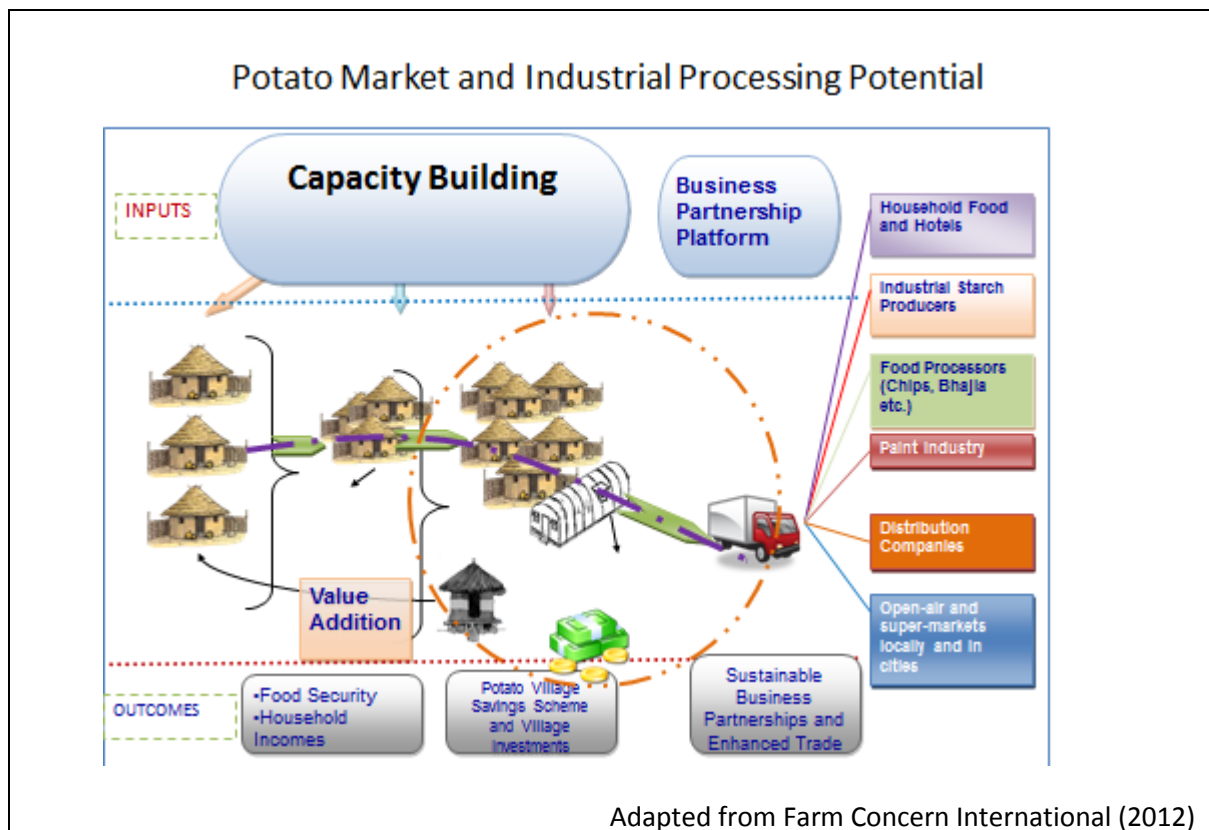 Potato Market and Industrial Processing Potential
Capacity Building
INPUTS
Business
Partnership
Platform
Household Food
and Hotels
Industrial Starch
Producers
Food Processors
(Chips, Bhajia
etc.)
Paint Industry
Distribution
Companies
Open-air and
super-markets
locally and in
cities
Value
Addition
OUTCOMES
•Food Security
•Household
Incomes
Potato Village
Savings Scheme
and Village
Investments
Sustainable
Business
Partnerships and
Enhanced Trade
Adapted from Farm Concern International (2012)